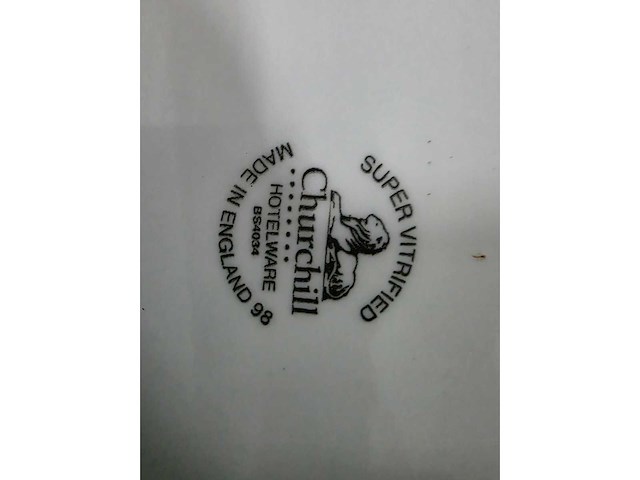 SUPER VITRIFIED
Churchill
HOTELWARE
BS4034
MADE IN ENGLAND 98